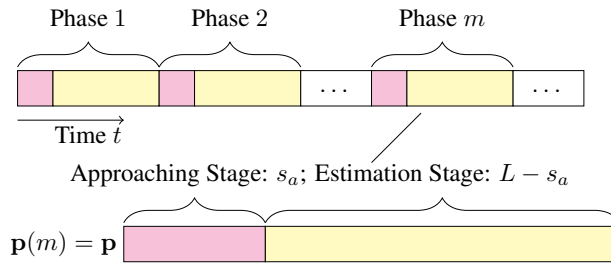 Phase 1 Phase 2 Phase m
... ...
Time t
Approaching Stage: s_a; Estimation Stage: L − s_a
p(m) = p